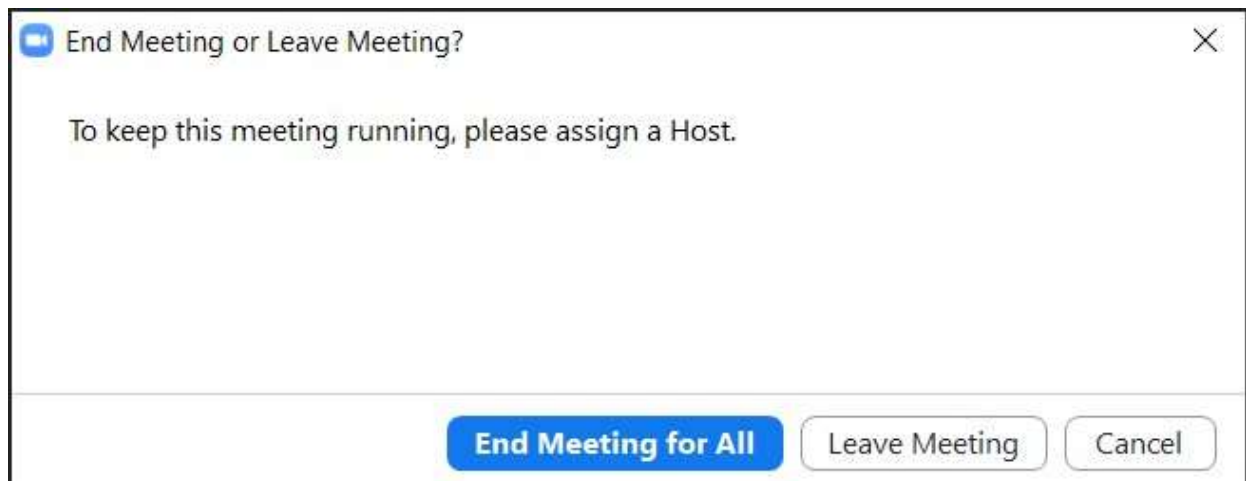 End Meeting or Leave Meeting?
To keep this meeting running, please assign a Host.
End Meeting for All Leave Meeting Cancel